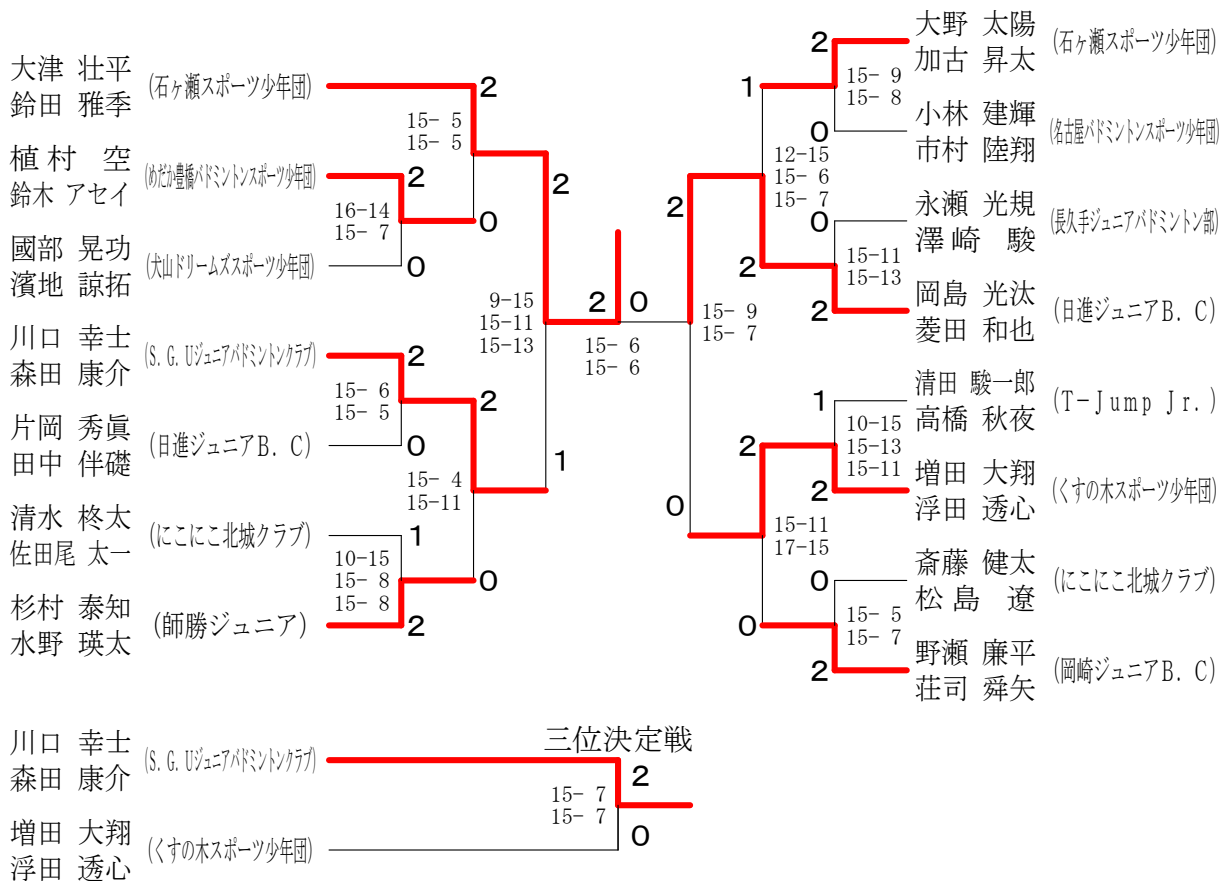 大津 壮平
鈴田 雅季
(石ヶ瀬スポーツ少年団)
2
15- 5
15- 5
植村 空
鈴木 アセイ
(めだか豊橋バドミントンスポーツ少年団)
2
0
16-14
15- 7
國部 晃功
濱地 諒拓
(犬山ドリームズスポーツ少年団)
0
2
9-15
15-11
15-13
川口 幸士
森田 康介
(S.G.Uジュニアバドミントンクラブ)
2
15- 6
15- 5
2
片岡 秀眞
田中 伴礎
(日進ジュニアB.C)
0
1
15- 4
15-11
清水 柊太
佐田尾 太一
(にこにこ北城クラブ)
1
10-15
15- 8
15- 8
0
杉村 泰知
水野 瑛太
(師勝ジュニア)
2
2 0
15- 6
15- 6
大野 太陽
加古 昇太
(石ヶ瀬スポーツ少年団)
2
15- 9
15- 8
1
小林 建輝
市村 陸翔
(名古屋バドミントンスポーツ少年団)
0
12-15
15- 6
15- 7
2
永瀬 光規
澤崎 駿
(長久手ジュニアバドミントン部)
0
15-11
15-13
2
岡島 光汰
菱田 和也
(日進ジュニアB.C)
2
15- 9
15- 7
清田 駿一郎
高橋 秋夜
(T-Jump Jr.)
1
10-15
15-13
15-11
2
増田 大翔
浮田 透心
(くすの木スポーツ少年団)
2
0
15-11
17-15
斎藤 健太
松島 遼
(にこにこ北城クラブ)
0
15- 5
15- 7
0
野瀬 廉平
荘司 舜矢
(岡崎ジュニアB.C)
2
三位決定戦
川口 幸士
森田 康介
(S.G.Uジュニアバドミントンクラブ)
2
15- 7
15- 7
増田 大翔
浮田 透心
(くすの木スポーツ少年団)
0